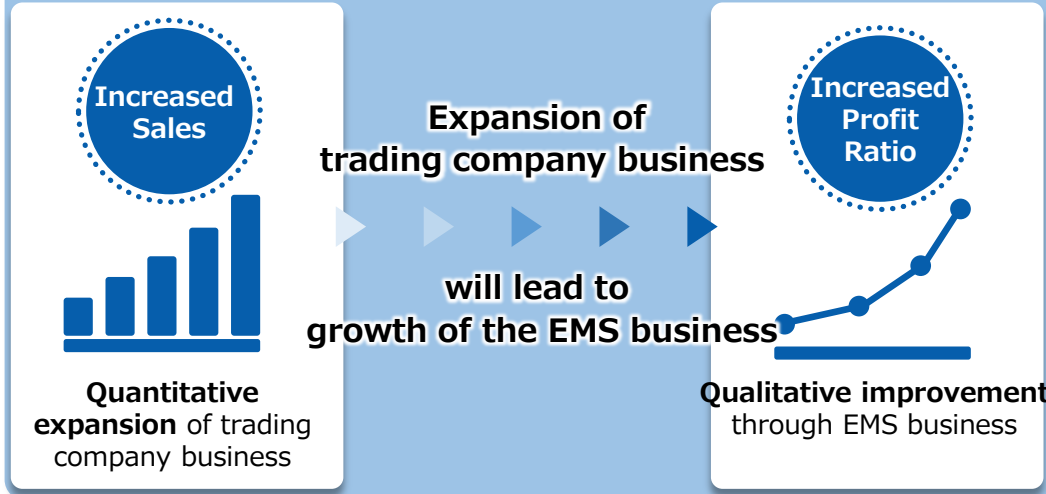 Increased
Sales
Quantitative
expansion of trading
company business
Expansion of
trading company business
will lead to
growth of the EMS business
Increased
Profit
Ratio
Qualitative improvement
through EMS business